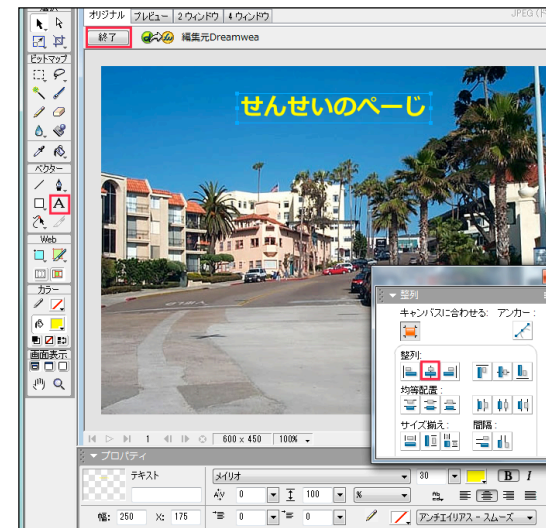 オリジナル プレビュー 2ウィンドウ 4ウィンドウ
JPEG (ド
終了 編集元Dreamwea
ビットマップ
せんせいのページ
ベクター
A
Web
カラー
画面表示
整列
キャンバスに合わせる: アンカー:
整列:
均等配置:
サイズ揃え: 間隔:
1 600 x 450 100%
プロパティ
テキスト メイリオ 30 B I
AV 0 100 %
幅: 250 X: 175 0 0 アンチエイリアス - スムーズ